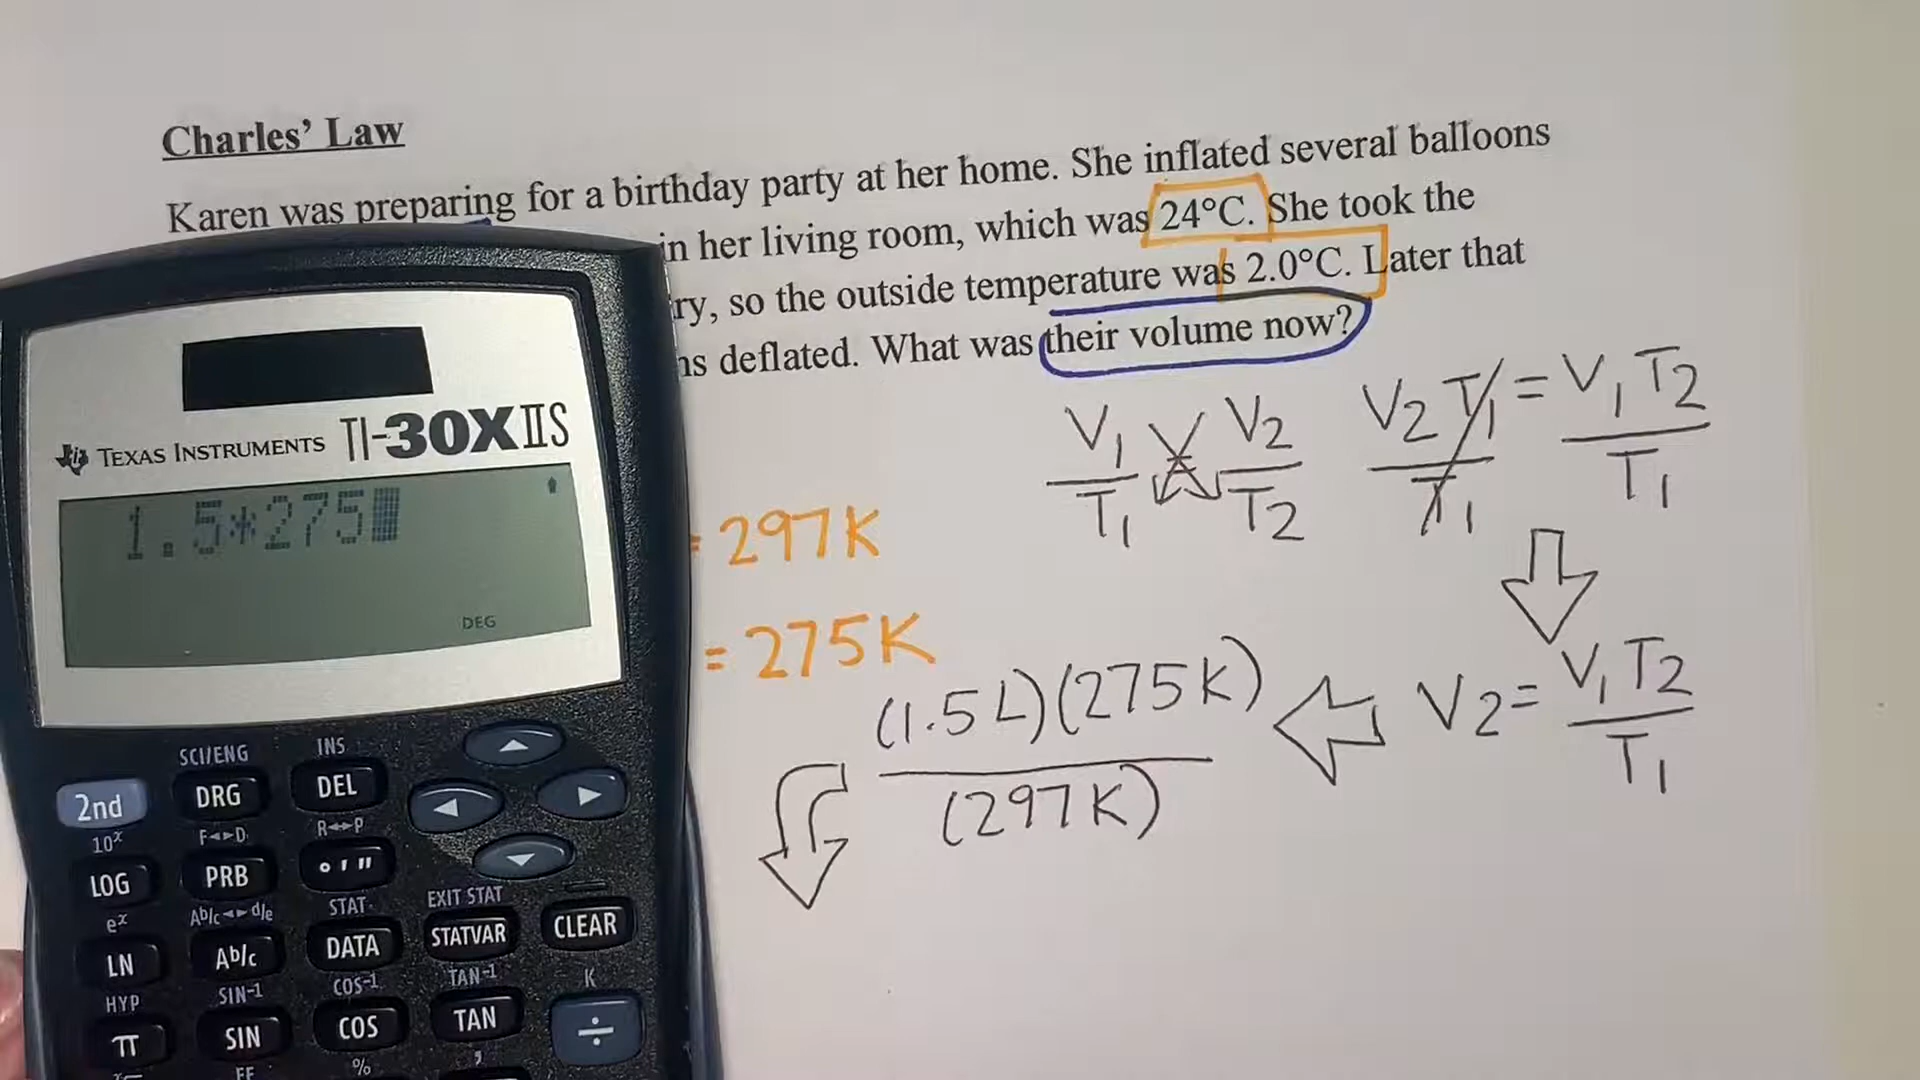 Charles' Law
Karen was preparing for a birthday party at her home. She inflated several balloons
in her living room, which was 24°C. She took the
ry, so the outside temperature was 2.0°C. Later that
ns deflated. What was their volume now?
V₁ V₂
T₁ T₂
V₂ T₁ = V₁ T₂
T₁ T₁
= 297K
= 275K
V₂ = V₁ T₂
T₁
(1.5 L)(275K)
(297K)
TEXAS INSTRUMENTS TI-30X IIS
1.5*275
DEG
SCI/ENG INS
2nd DRG DEL
10ˣ F◄►D R◄►P
LOG PRB ° ' "
eˣ Ab/c◄►d/e STAT EXIT STAT
LN Ab/c DATA STATVAR CLEAR
HYP SIN-1 COS-1 TAN-1 K
π SIN COS TAN ÷
EE % ,